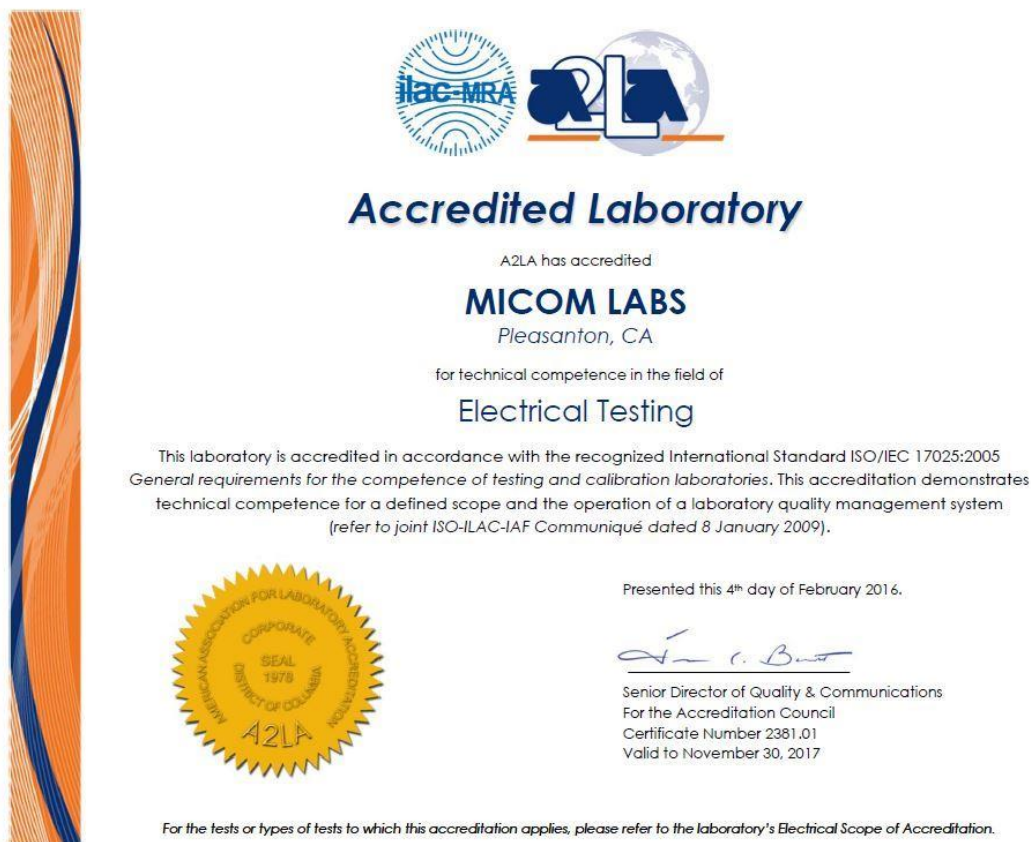 ilac-MRA
A2LA
Accredited Laboratory
A2LA has accredited
MICOM LABS
Pleasanton, CA
for technical competence in the field of
Electrical Testing
This laboratory is accredited in accordance with the recognized International Standard ISO/IEC 17025:2005
General requirements for the competence of testing and calibration laboratories. This accreditation demonstrates
technical competence for a defined scope and the operation of a laboratory quality management system
(refer to joint ISO-ILAC-IAF Communiqué dated 8 January 2009).
AMERICAN ASSOCIATION FOR LABORATORY ACCREDITATION
CORPORATE
SEAL
1978
DISTRICT OF COLUMBIA
A2LA
Presented this 4th day of February 2016.
Senior Director of Quality & Communications
For the Accreditation Council
Certificate Number 2381.01
Valid to November 30, 2017
For the tests or types of tests to which this accreditation applies, please refer to the laboratory's Electrical Scope of Accreditation.